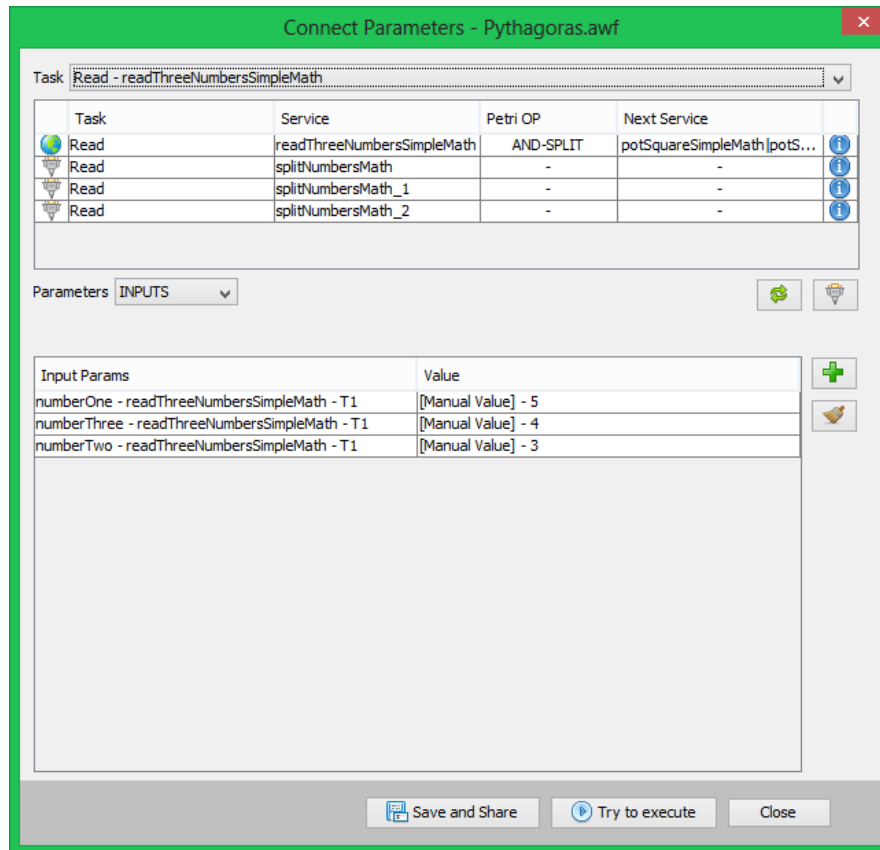 Connect Parameters - Pythagoras.awf
Task Read - readThreeNumbersSimpleMath
Task Service Petri OP Next Service
Read readThreeNumbersSimpleMath AND-SPLIT potSquareSimpleMath|potS...
Read splitNumbersMath - -
Read splitNumbersMath_1 - -
Read splitNumbersMath_2 - -
Parameters INPUTS
Input Params Value
numberOne - readThreeNumbersSimpleMath - T1 [Manual Value] - 5
numberThree - readThreeNumbersSimpleMath - T1 [Manual Value] - 4
numberTwo - readThreeNumbersSimpleMath - T1 [Manual Value] - 3
Save and Share Try to execute Close